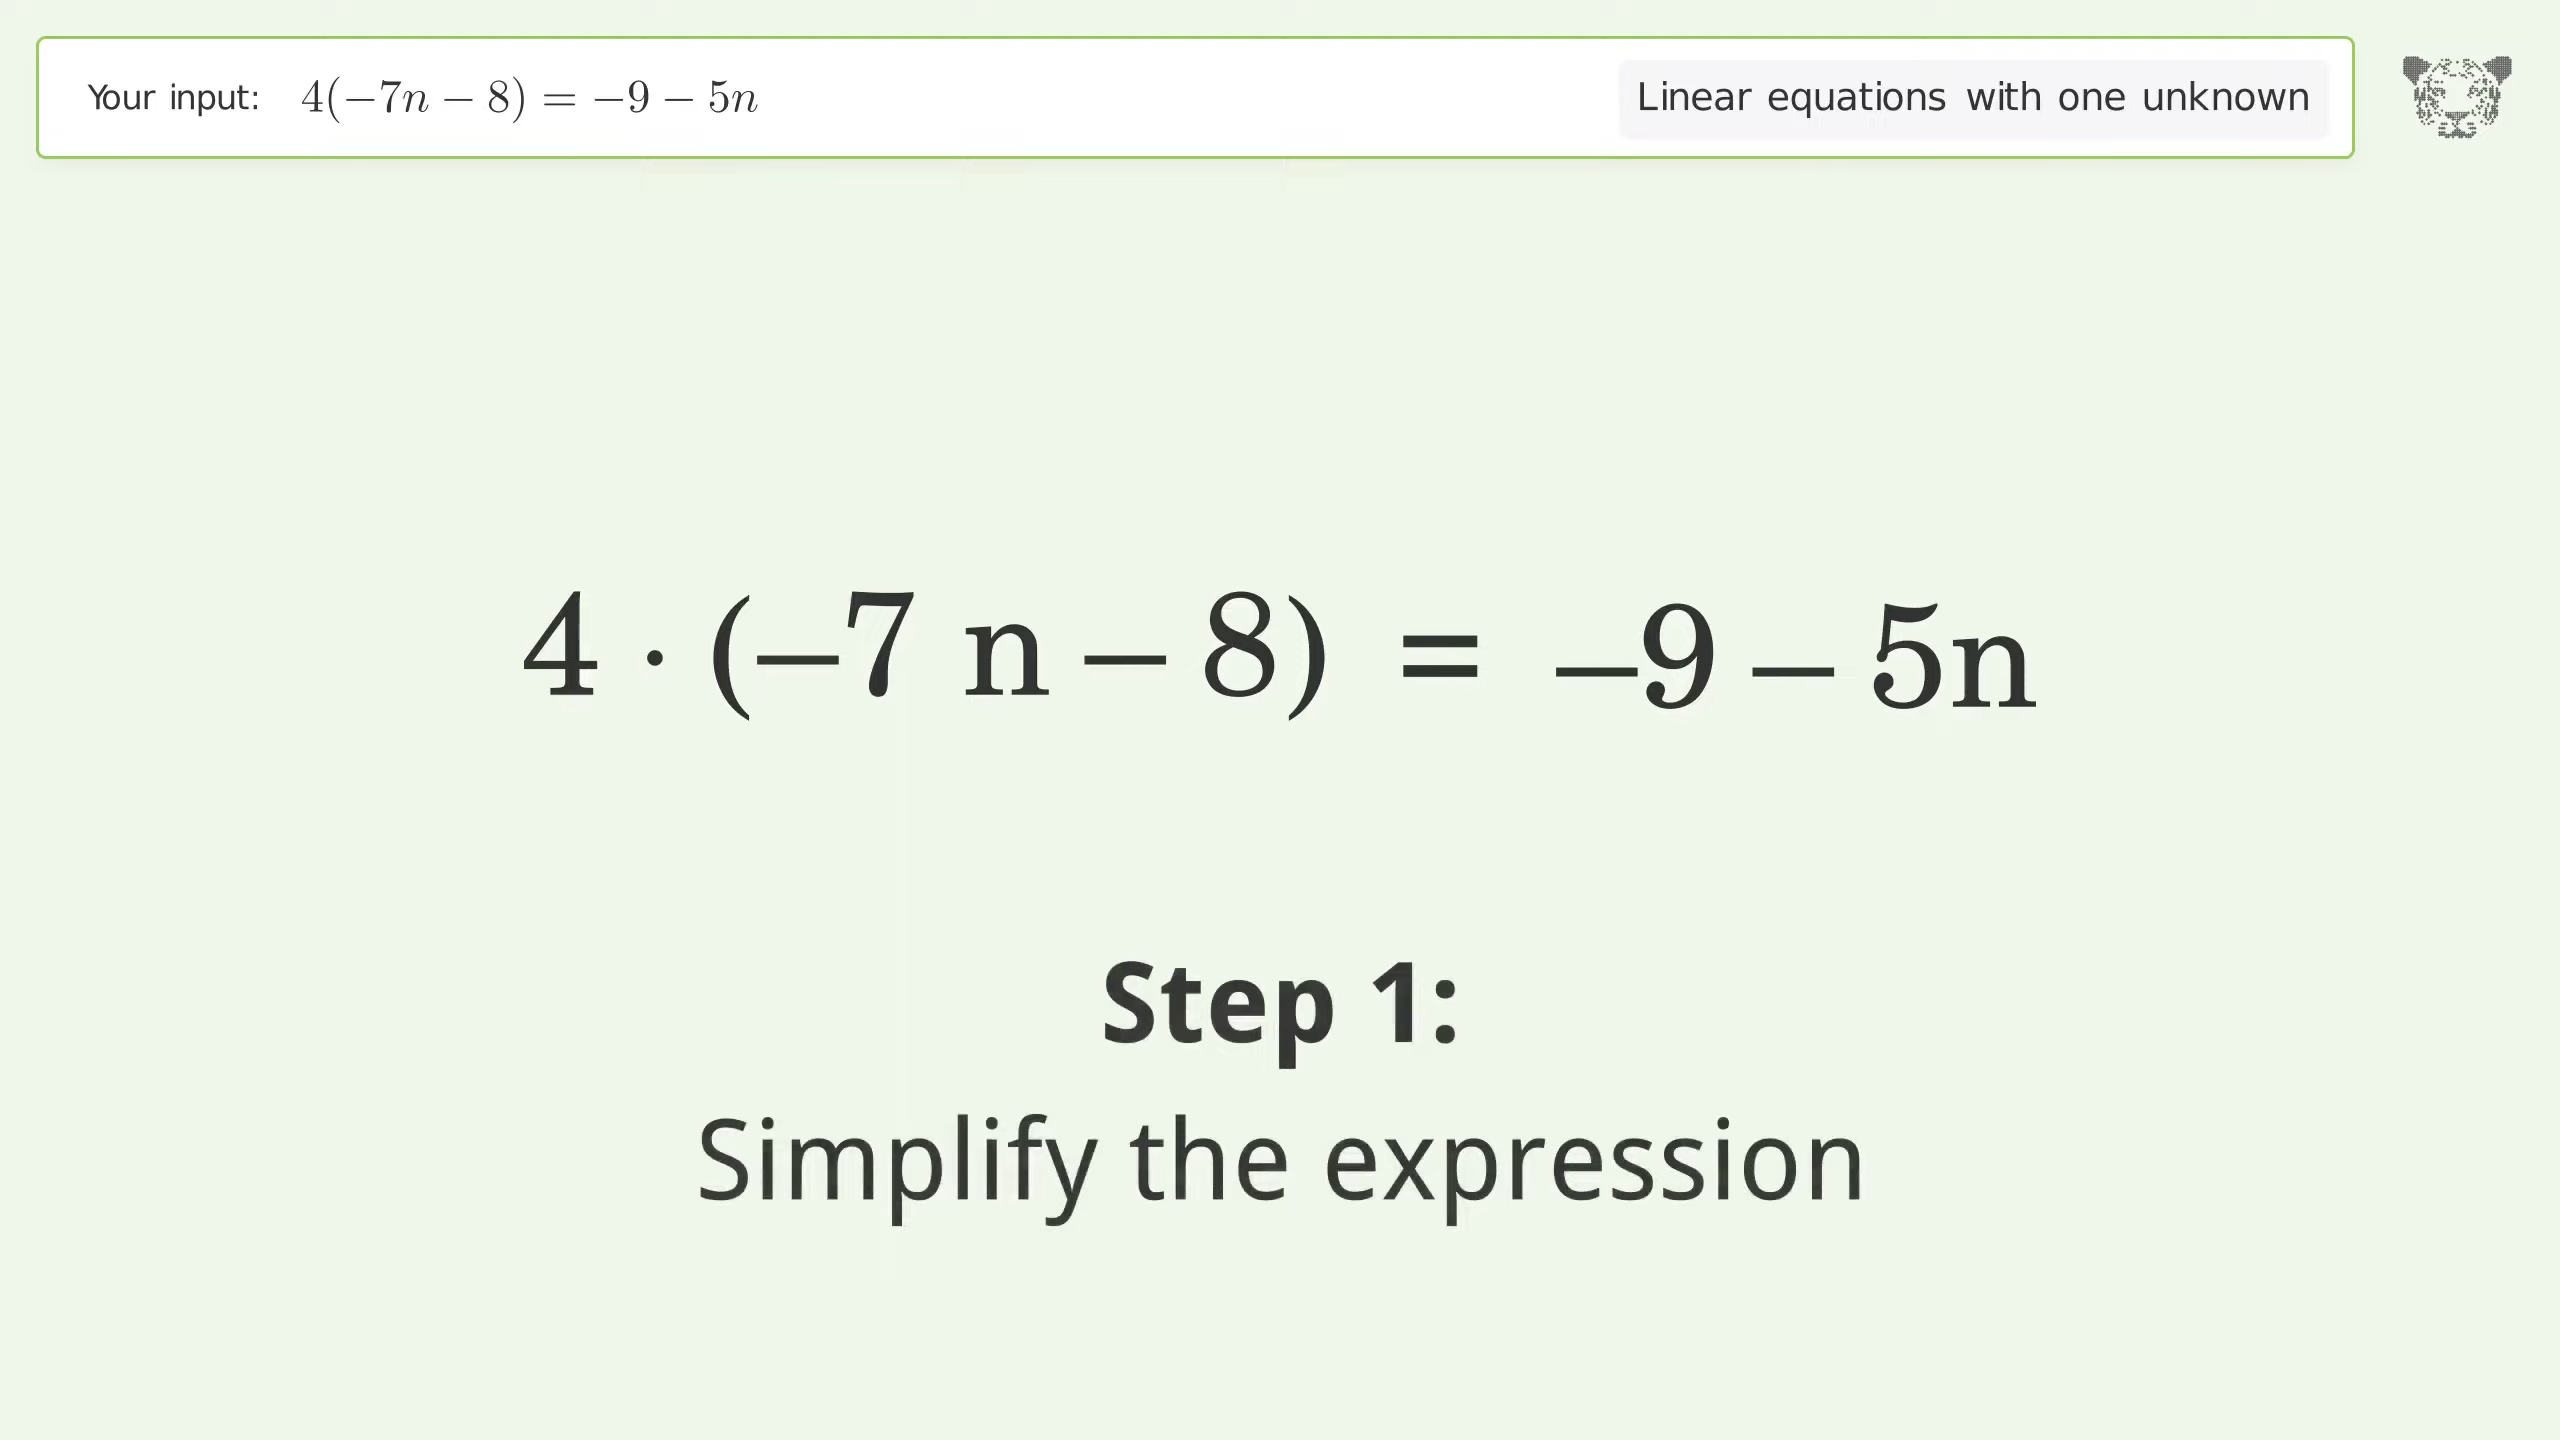 Your input: 4(−7n − 8) = −9 − 5n
Linear equations with one unknown
4 · (−7 n − 8) = −9 − 5n
Step 1:
Simplify the expression